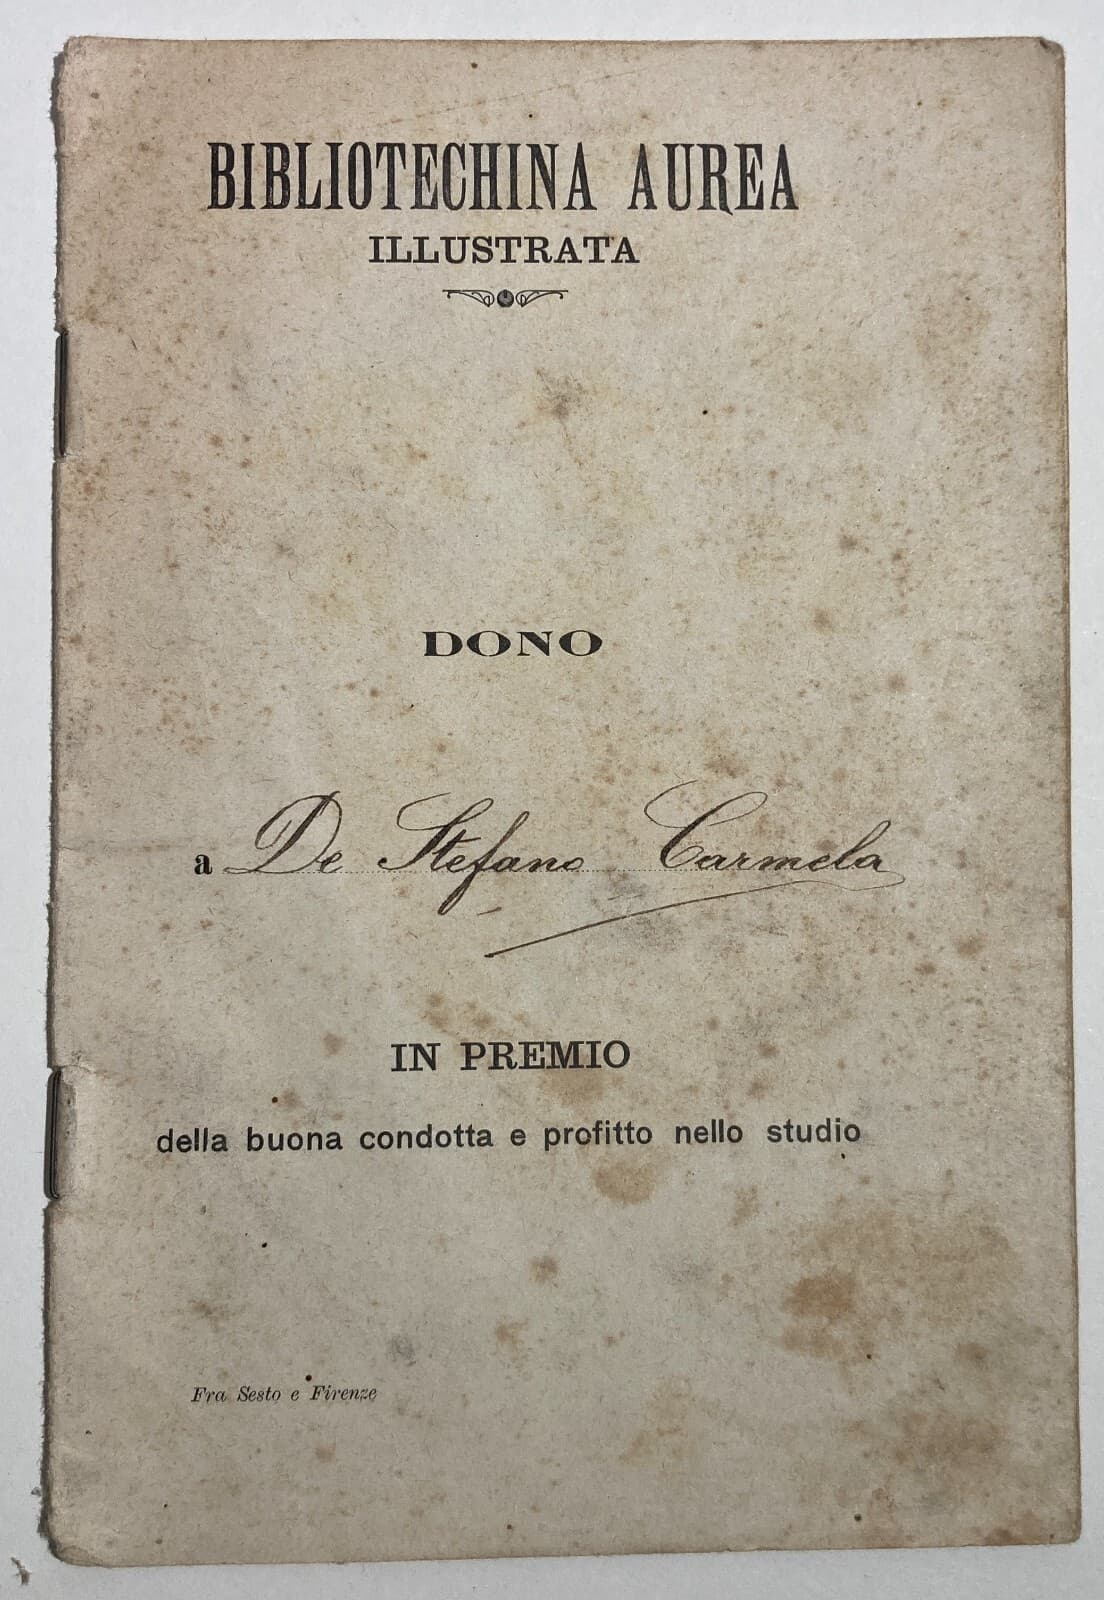 BIBLIOTECHINA AUREA
ILLUSTRATA
DONO
a De Stefano Carmela
IN PREMIO
della buona condotta e profitto nello studio
Fra Sesto e Firenze